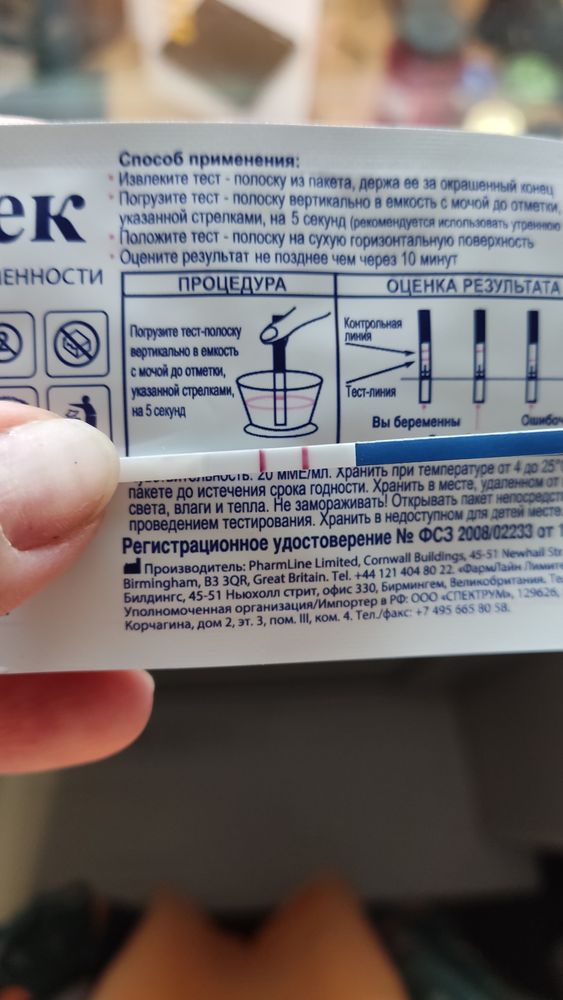 ек
ЕННОСТИ
Способ применения:
• Извлеките тест - полоску из пакета, держа ее за окрашенный конец
• Погрузите тест - полоску вертикально в емкость с мочой до отметки,
указанной стрелками, на 5 секунд (рекомендуется использовать утреннюю
• Положите тест - полоску на сухую горизонтальную поверхность
• Оцените результат не позднее чем через 10 минут
ПРОЦЕДУРА
Погрузите тест-полоску
вертикально в емкость
с мочой до отметки,
указанной стрелками,
на 5 секунд
ОЦЕНКА РЕЗУЛЬТАТА
Контрольная
линия
Тест-линия
Вы беременны
Ошибоч
чувствительность: 20 мМЕ/мл. Хранить при температуре от 4 до 25°
пакете до истечения срока годности. Хранить в месте, удаленном от
света, влаги и тепла. Не замораживать! Открывать пакет непосредст
проведением тестирования. Хранить в недоступном для детей месте.
Регистрационное удостоверение № ФСЗ 2008/02233 от 1
Производитель: PharmLine Limited, Cornwall Buildings, 45-51 Newhall Str
Birmingham, B3 3QR, Great Britain. Tel. +44 121 404 80 22. «ФармЛайн Лимите
Билдингс, 45-51 Ньюхолл стрит, офис 330, Бирмингем, Великобритания. Те
Уполномоченная организация/Импортер в РФ: ООО «СПЕКТРУМ», 129626,
Корчагина, дом 2, эт. 3, пом. III, ком. 4. Тел./факс: +7 495 665 80 58.